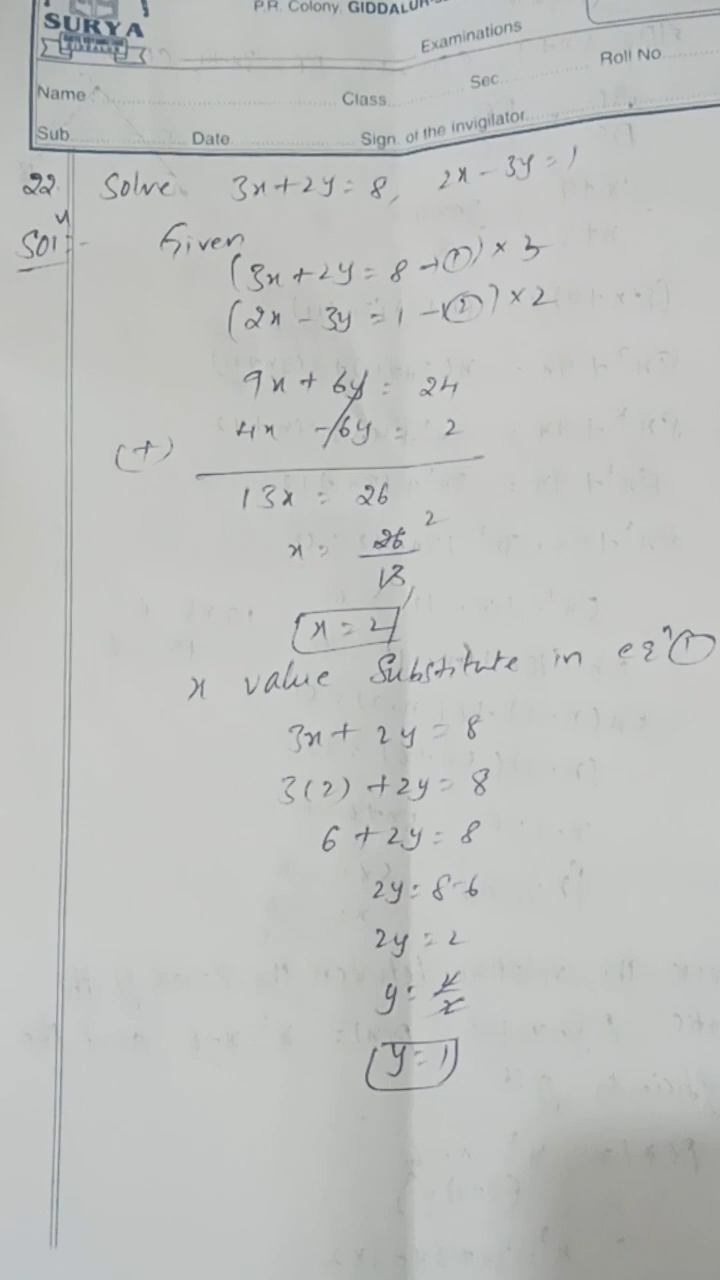 SURYA
P.R. Colony, GIDDALUR
Examinations
Name Class Sec Roll No
Sub Date Sign. of the invigilator
22. Solve 3x+2y=8, 2x-3y=1
Sol:- Given
(3x+2y=8→①)×3
(2x-3y=1-②)×2
9x+6y=24
4x-6y=2
(+)
13x=26
x=26/13 2
x=2
x value Substitute in eqn ①
3x+2y=8
3(2)+2y=8
6+2y=8
2y=8-6
2y=2
y=2/2
y=1